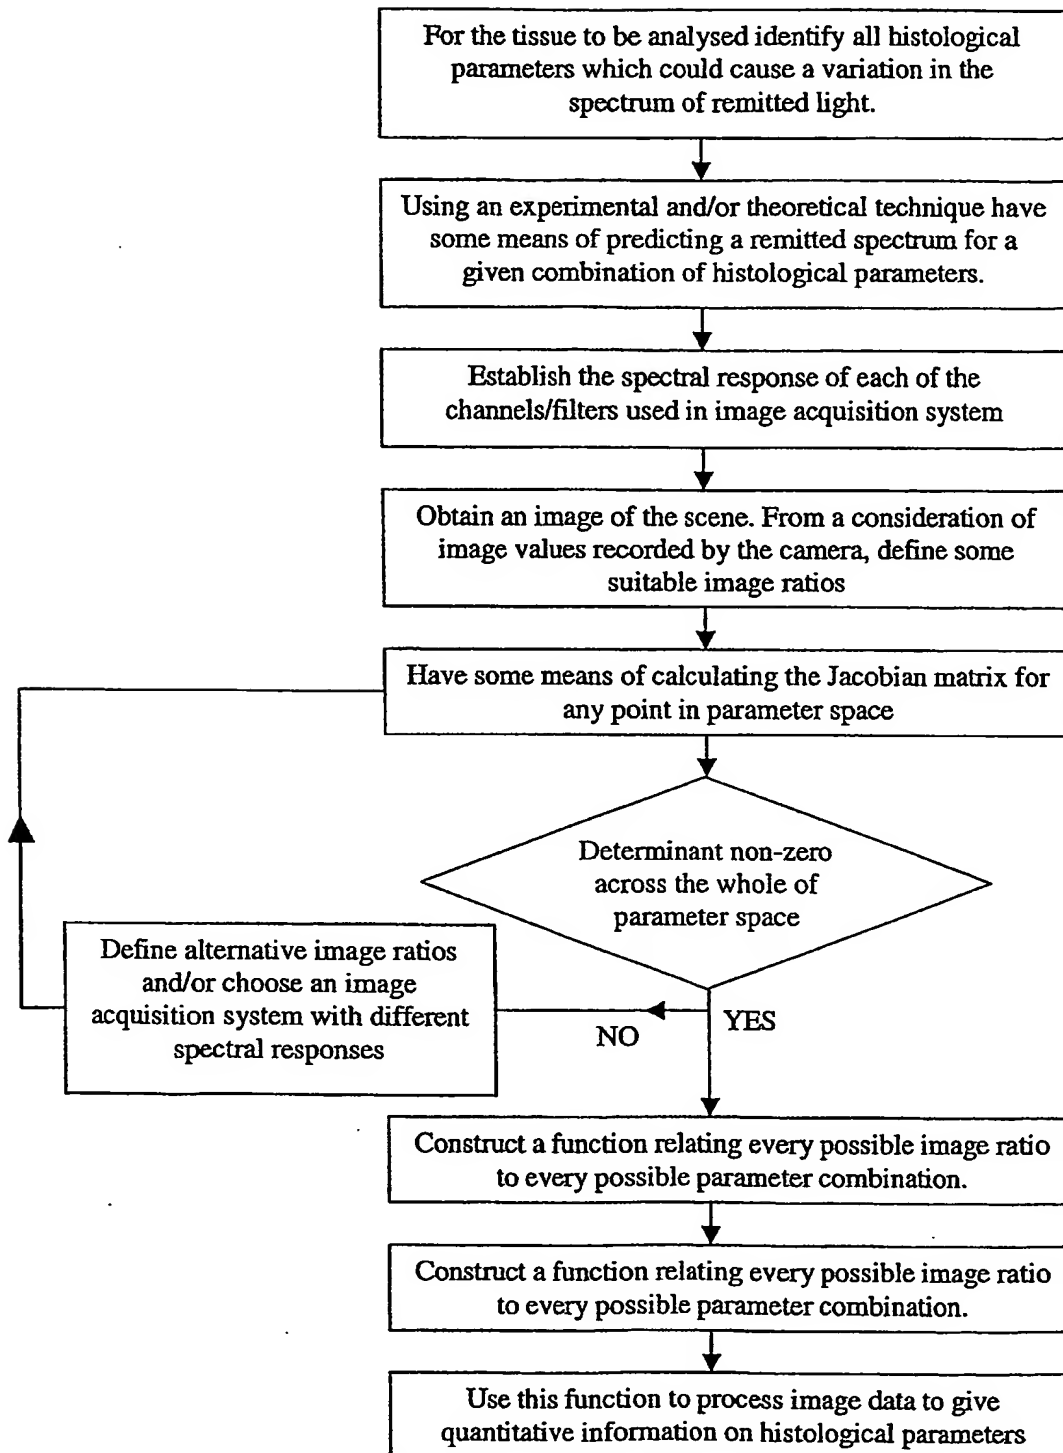 For the tissue to be analysed identify all histological
parameters which could cause a variation in the
spectrum of remitted light.
Using an experimental and/or theoretical technique have
some means of predicting a remitted spectrum for a
given combination of histological parameters.
Establish the spectral response of each of the
channels/filters used in image acquisition system
Obtain an image of the scene. From a consideration of
image values recorded by the camera, define some
suitable image ratios
Have some means of calculating the Jacobian matrix for
any point in parameter space
Determinant non-zero
across the whole of
parameter space
Define alternative image ratios
and/or choose an image
acquisition system with different
spectral responses
NO
YES
Construct a function relating every possible image ratio
to every possible parameter combination.
Construct a function relating every possible image ratio
to every possible parameter combination.
Use this function to process image data to give
quantitative information on histological parameters